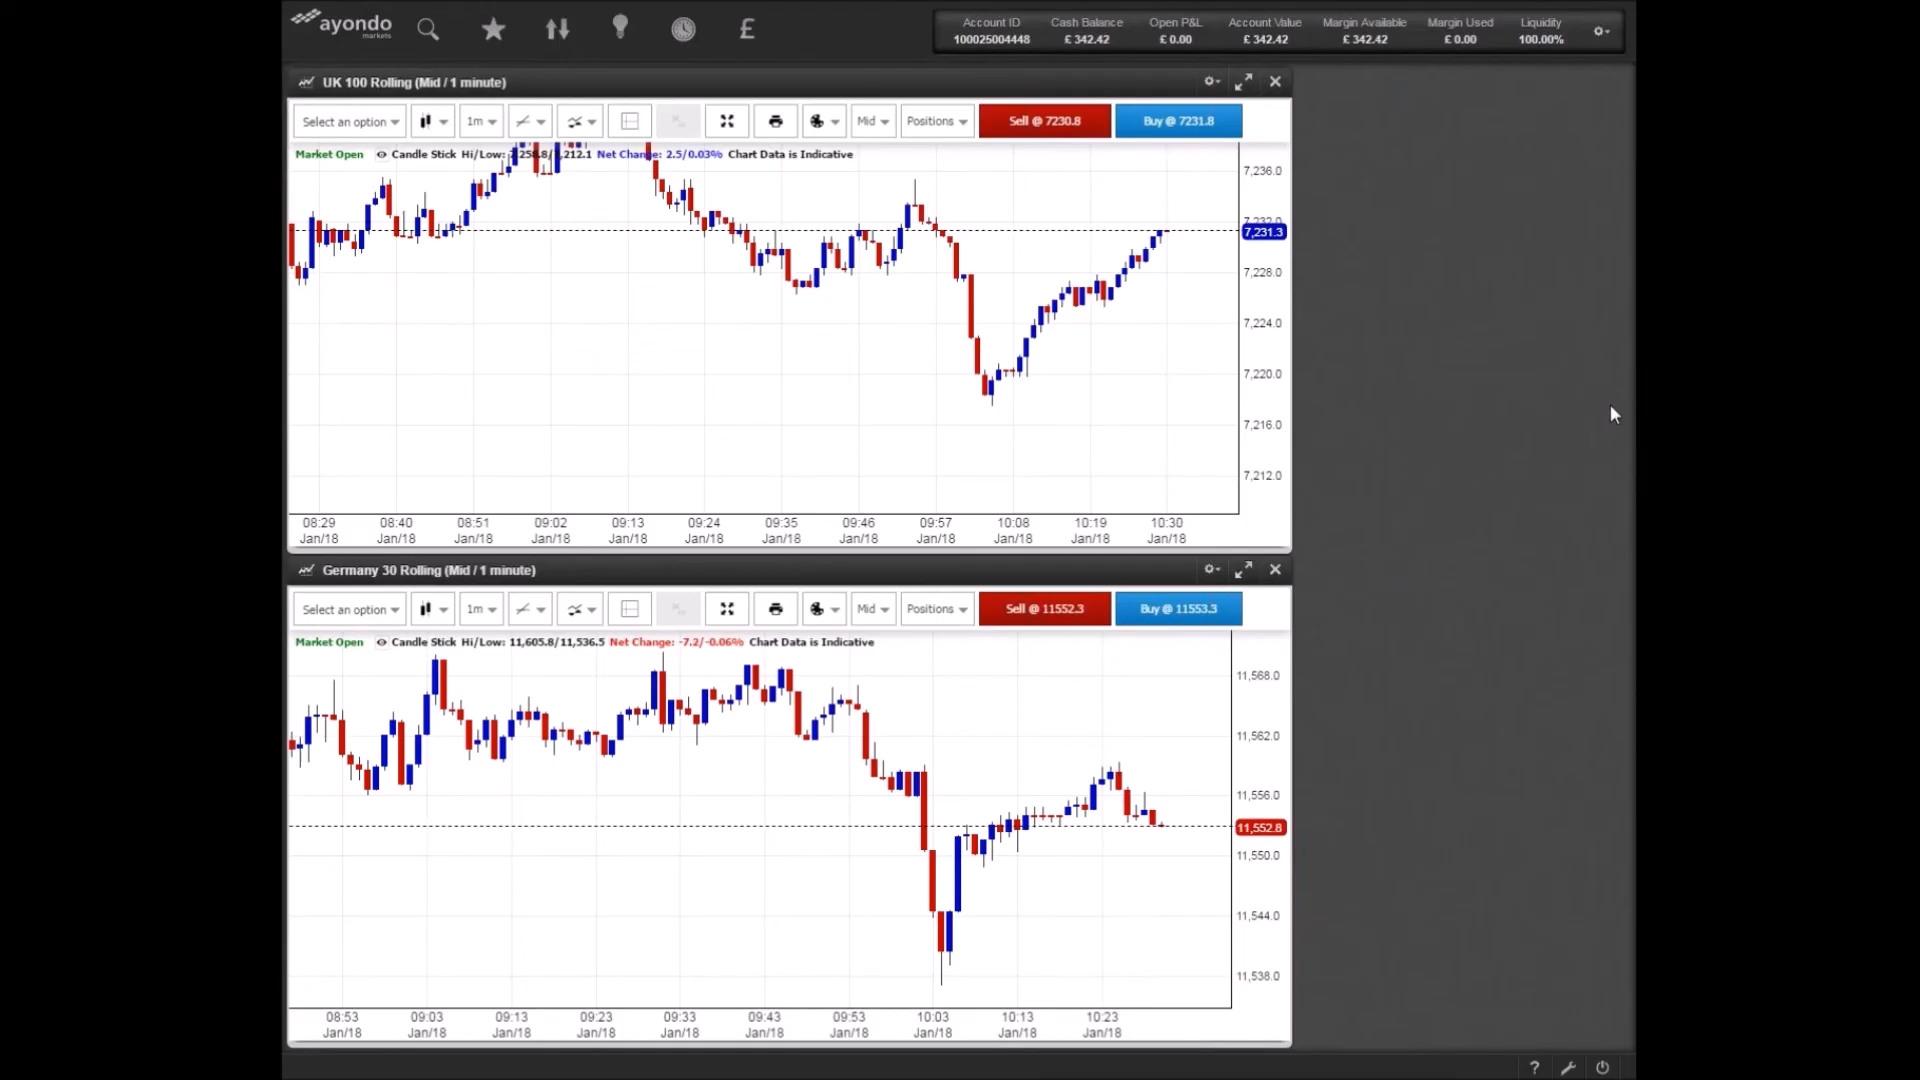 ayondo
markets
Account ID Cash Balance Open P&L Account Value Margin Available Margin Used Liquidity
100025004448 £ 342.42 £ 0.00 £ 342.42 £ 342.42 £ 0.00 100.00%
UK 100 Rolling (Mid / 1 minute)
Select an option 1m Mid Positions Sell @ 7230.8 Buy @ 7231.8
Market Open Candle Stick Hi/Low: 7,258.8/7,212.1 Net Change: 2.5/0.03% Chart Data is Indicative
7,236.0
7,232.0
7,231.3
7,228.0
7,224.0
7,220.0
7,216.0
7,212.0
08:29 08:40 08:51 09:02 09:13 09:24 09:35 09:46 09:57 10:08 10:19 10:30
Jan/18 Jan/18 Jan/18 Jan/18 Jan/18 Jan/18 Jan/18 Jan/18 Jan/18 Jan/18 Jan/18 Jan/18
Germany 30 Rolling (Mid / 1 minute)
Select an option 1m Mid Positions Sell @ 11552.3 Buy @ 11553.3
Market Open Candle Stick Hi/Low: 11,605.8/11,536.5 Net Change: -7.2/-0.06% Chart Data is Indicative
11,568.0
11,562.0
11,556.0
11,552.8
11,550.0
11,544.0
11,538.0
08:53 09:03 09:13 09:23 09:33 09:43 09:53 10:03 10:13 10:23
Jan/18 Jan/18 Jan/18 Jan/18 Jan/18 Jan/18 Jan/18 Jan/18 Jan/18 Jan/18